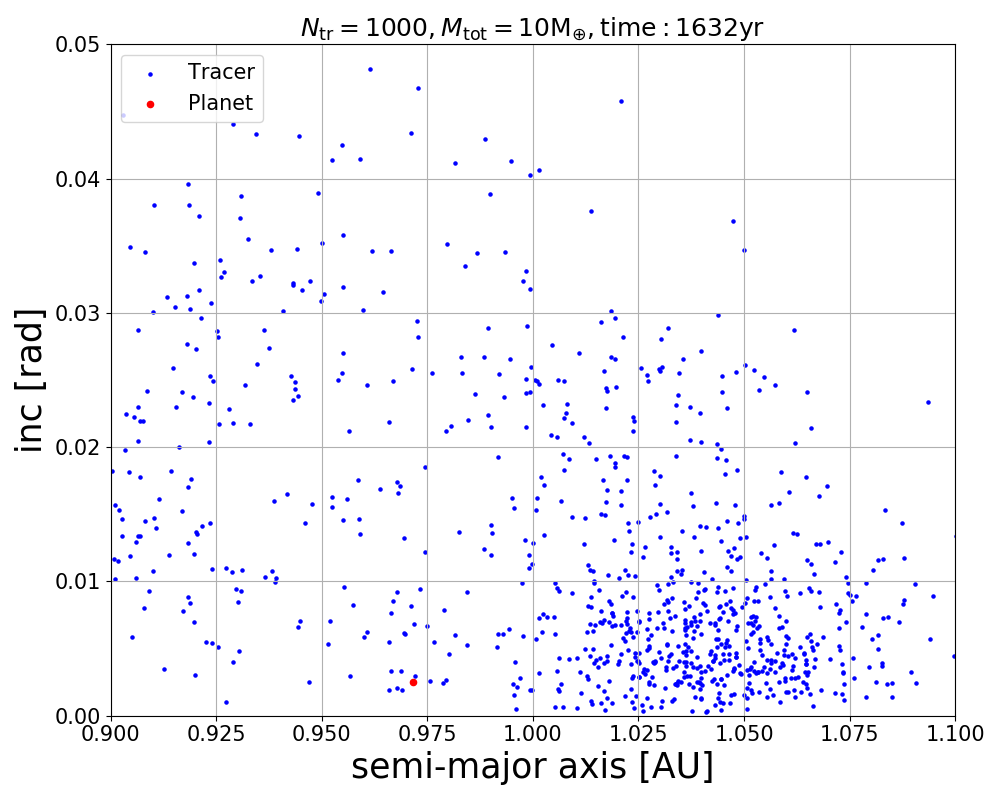 N_tr = 1000, M_tot = 10M_⊕, time : 1632yr
Tracer
Planet
0.05
0.04
0.03
0.02
0.01
0.00
inc [rad]
0.900 0.925 0.950 0.975 1.000 1.025 1.050 1.075 1.100
semi-major axis [AU]